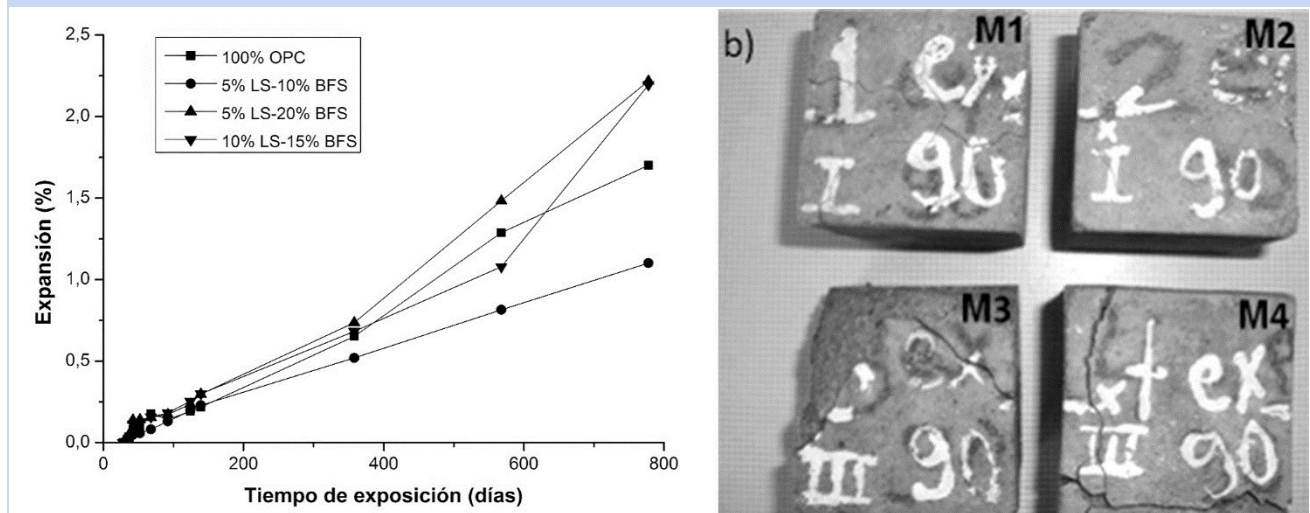 2,5
2,0
1,5
1,0
0,5
0,0
Expansión (%)
100% OPC
5% LS-10% BFS
5% LS-20% BFS
10% LS-15% BFS
0 200 400 600 800
Tiempo de exposición (días)
b)
M1
1 ex
I 90
M2
2 e
I 90
M3
III 90
M4
ex
III 90